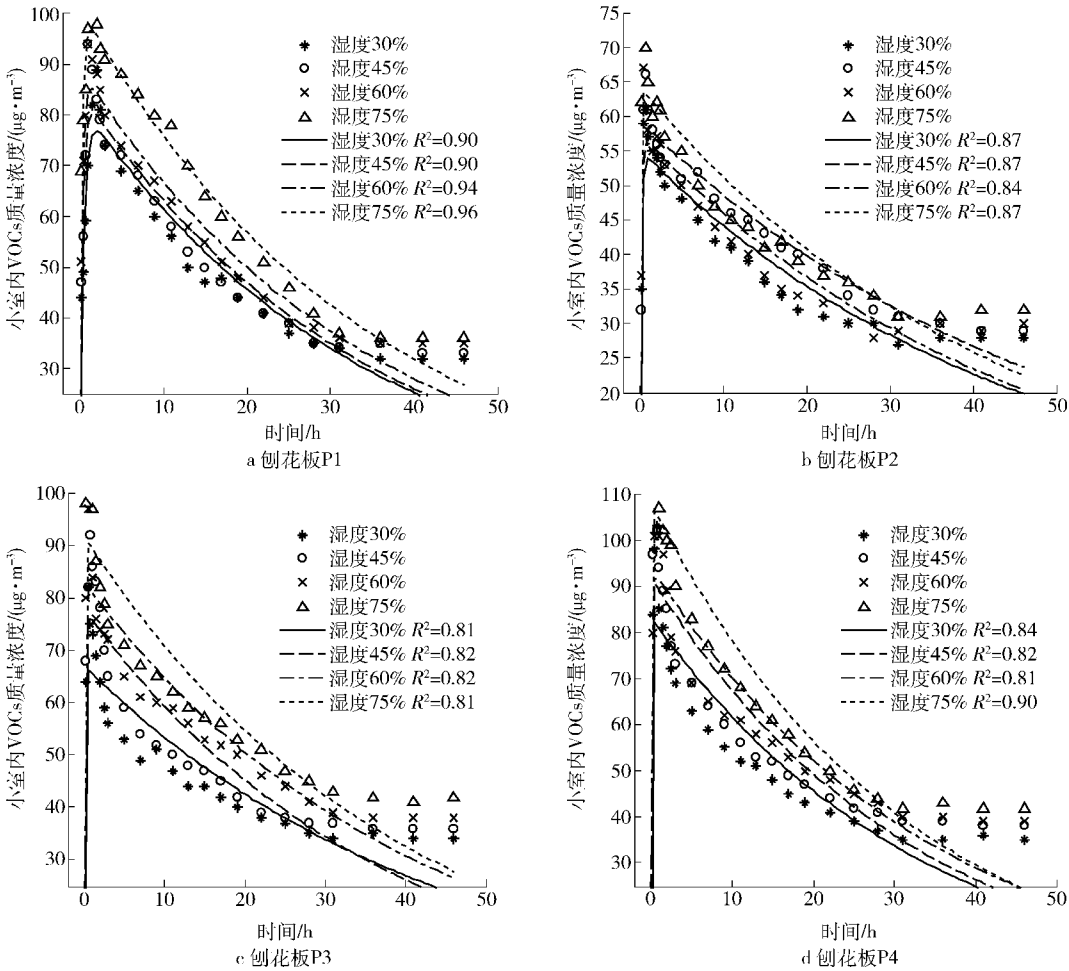 小室内VOCs质量浓度/(μg·m⁻³)
100
90
80
70
60
50
40
30
0
10
20
30
40
50
湿度30%
湿度45%
湿度60%
湿度75%
湿度30% R²=0.90
湿度45% R²=0.90
湿度60% R²=0.94
湿度75% R²=0.96
时间/h
a 刨花板P1
小室内VOCs质量浓度/(μg·m⁻³)
75
70
65
60
55
50
45
40
35
30
25
20
0
10
20
30
40
50
湿度30%
湿度45%
湿度60%
湿度75%
湿度30% R²=0.87
湿度45% R²=0.87
湿度60% R²=0.84
湿度75% R²=0.87
时间/h
b 刨花板P2
小室内VOCs质量浓度/(μg·m⁻³)
100
90
80
70
60
50
40
30
0
10
20
30
40
50
湿度30%
湿度45%
湿度60%
湿度75%
湿度30% R²=0.81
湿度45% R²=0.82
湿度60% R²=0.82
湿度75% R²=0.81
时间/h
c 刨花板P3
小室内VOCs质量浓度/(μg·m⁻³)
110
100
90
80
70
60
50
40
30
0
10
20
30
40
50
湿度30%
湿度45%
湿度60%
湿度75%
湿度30% R²=0.84
湿度45% R²=0.82
湿度60% R²=0.81
湿度75% R²=0.90
时间/h
d 刨花板P4